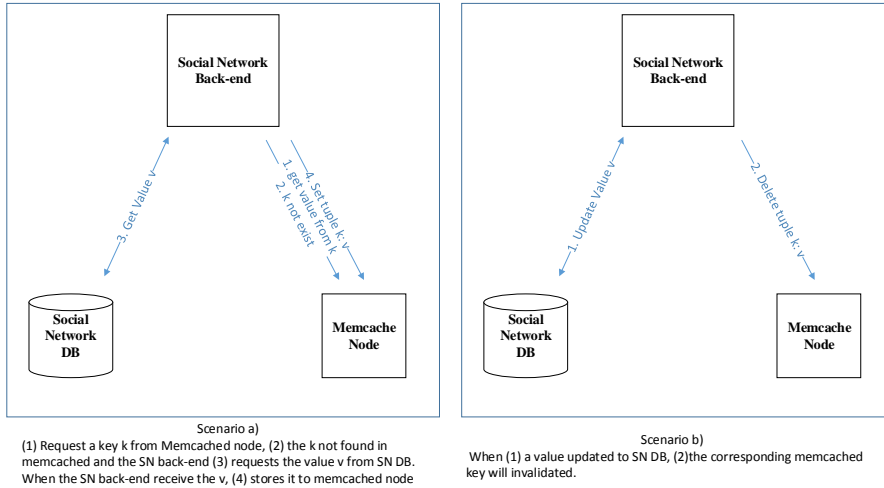 Social Network
Back-end
3. Get Value v
4. Set tuple k: v
1. get value from k
2. k not exist
Social
Network
DB
Memcache
Node
Scenario a)
(1) Request a key k from Memcached node, (2) the k not found in
memcached and the SN back-end (3) requests the value v from SN DB.
When the SN back-end receive the v, (4) stores it to memcached node
Social Network
Back-end
1. Update Value v
2. Delete tuple k: v
Social
Network
DB
Memcache
Node
Scenario b)
When (1) a value updated to SN DB, (2)the corresponding memcached
key will invalidated.